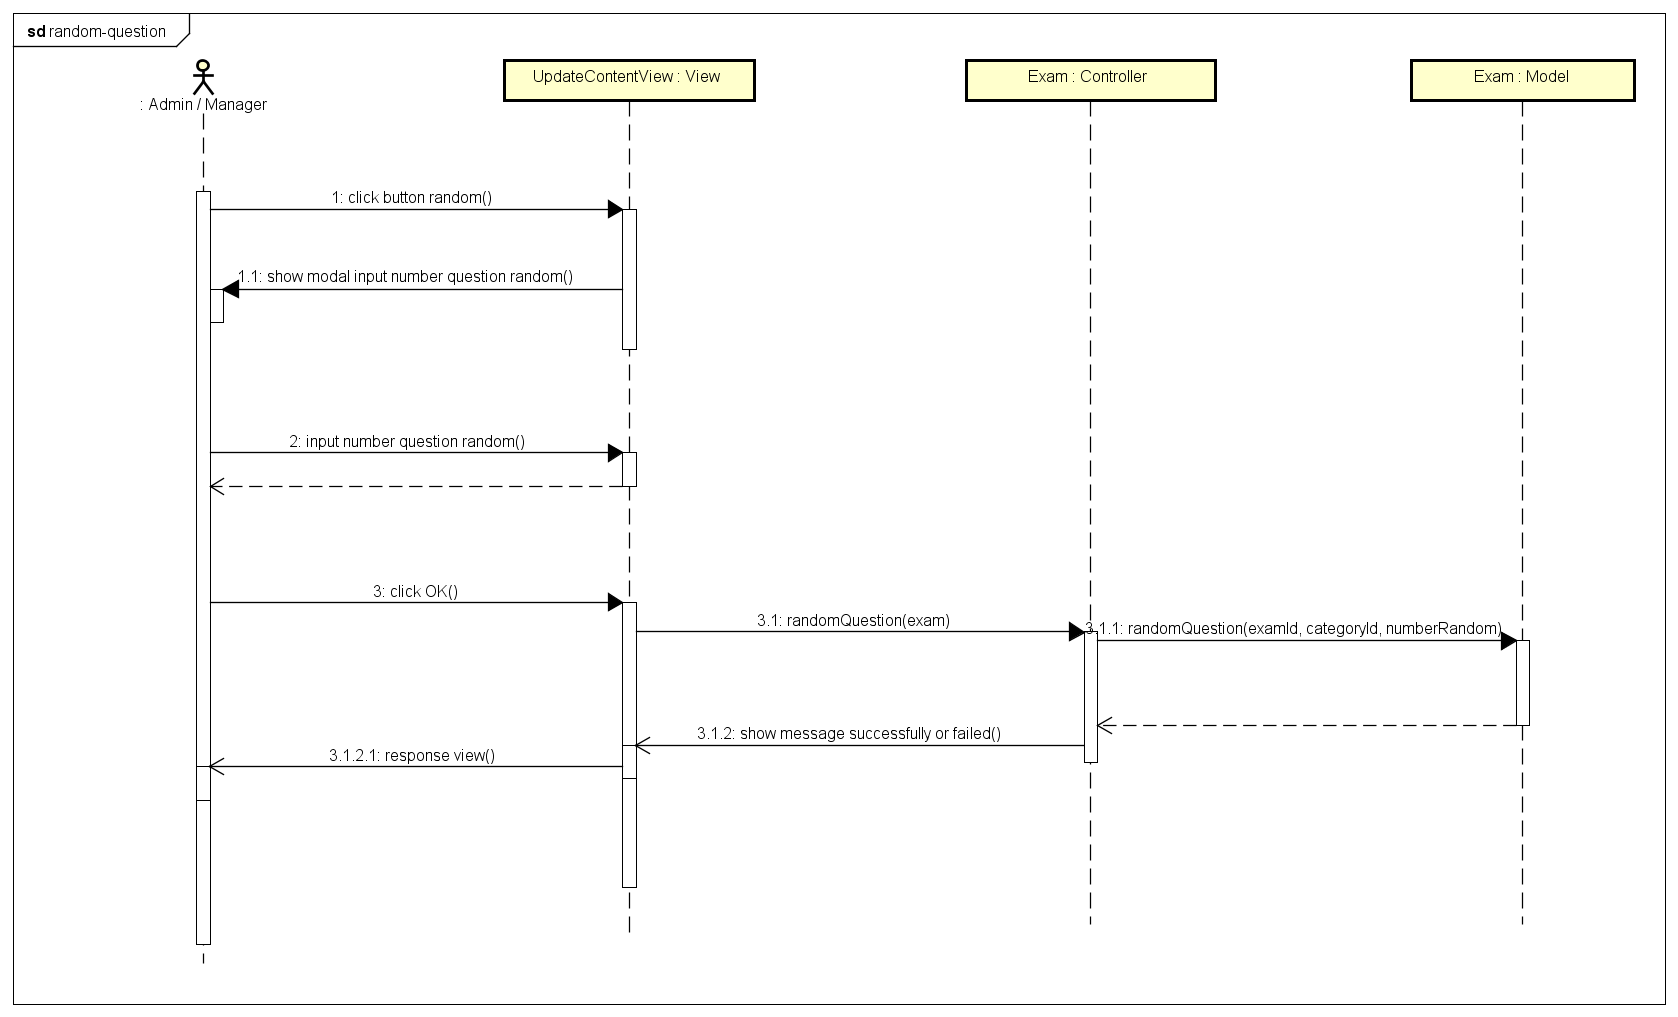 sd random-question
: Admin / Manager
UpdateContentView : View
Exam : Controller
Exam : Model
1: click button random()
1.1: show modal input number question random()
2: input number question random()
3: click OK()
3.1: randomQuestion(exam)
3.1.1: randomQuestion(examId, categoryId, numberRandom)
3.1.2: show message successfully or failed()
3.1.2.1: response view()